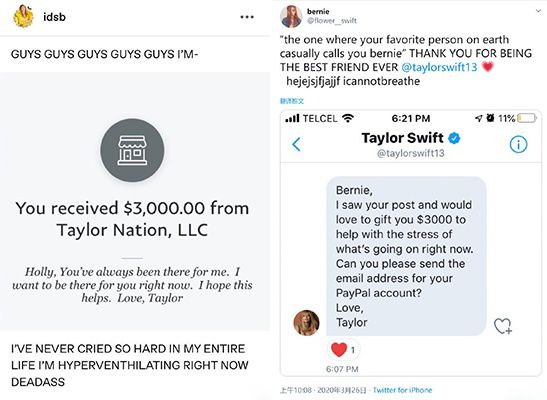 idsb
GUYS GUYS GUYS GUYS GUYS I'M-
You received $3,000.00 from
Taylor Nation, LLC
Holly, You've always been there for me. I
want to be there for you right now. I hope this
helps. Love, Taylor
I'VE NEVER CRIED SO HARD IN MY ENTIRE
LIFE I'M HYPERVENTHILATING RIGHT NOW
DEADASS
bernie
@flower__swift
"the one where your favorite person on earth
casually calls you bernie" THANK YOU FOR BEING
THE BEST FRIEND EVER @taylorswift13 💗
hejejsjfjajjf icannotbreathe
翻译推文
TELCEL 6:21 PM 11%
Taylor Swift
@taylorswift13
Bernie,
I saw your post and would
love to gift you $3000 to
help with the stress of
what's going on right now.
Can you please send the
email address for your
PayPal account?
Love,
Taylor
❤️ 1
6:07 PM
上午10:08 · 2020年3月26日 · Twitter for iPhone